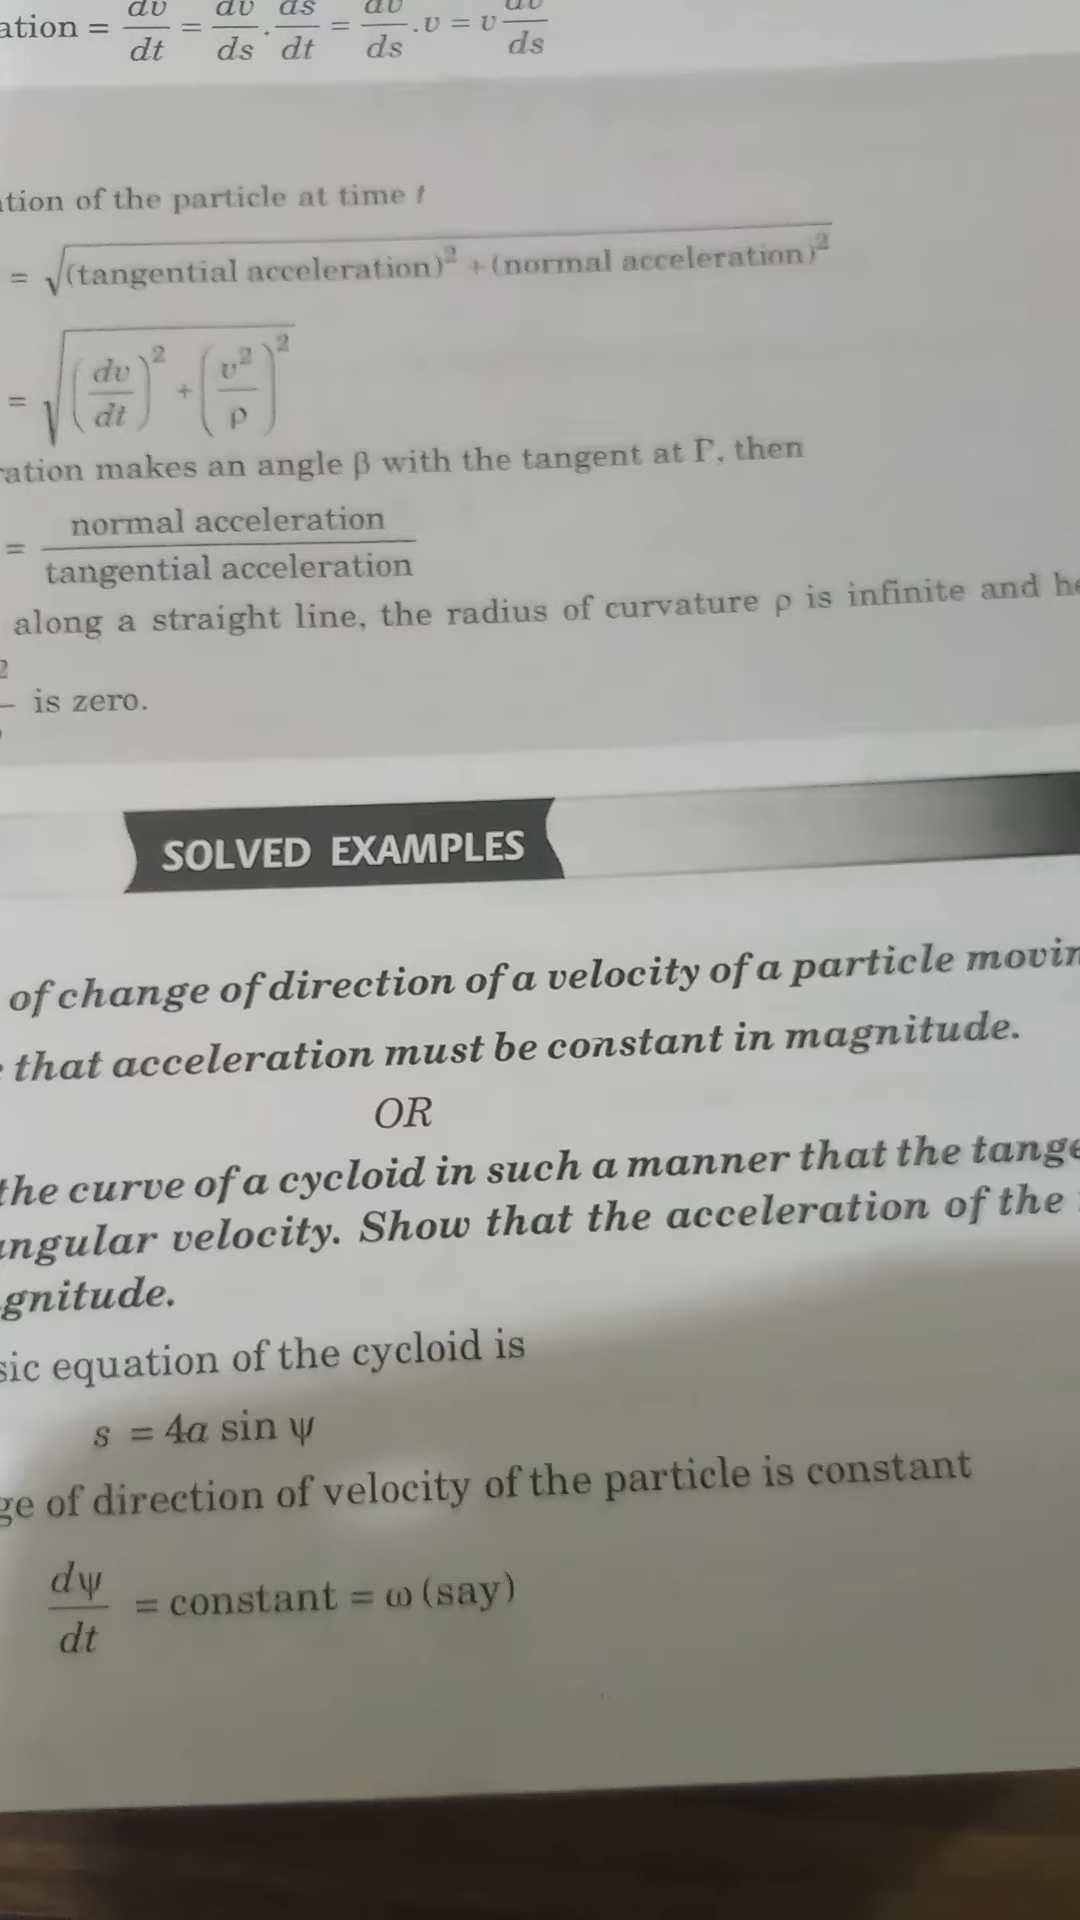 ation = dv/dt = dv/ds . ds/dt = dv/ds . v = v dv/ds
tion of the particle at time t
= √(tangential acceleration)² + (normal acceleration)²
= √(dv/dt)² + (v²/ρ)²
ration makes an angle β with the tangent at P, then
= normal acceleration / tangential acceleration
along a straight line, the radius of curvature ρ is infinite and he
2
is zero.
SOLVED EXAMPLES
of change of direction of a velocity of a particle movin
that acceleration must be constant in magnitude.
OR
the curve of a cycloid in such a manner that the tange
ngular velocity. Show that the acceleration of the
gnitude.
sic equation of the cycloid is
s = 4a sin ψ
ge of direction of velocity of the particle is constant
dψ/dt = constant = ω (say)